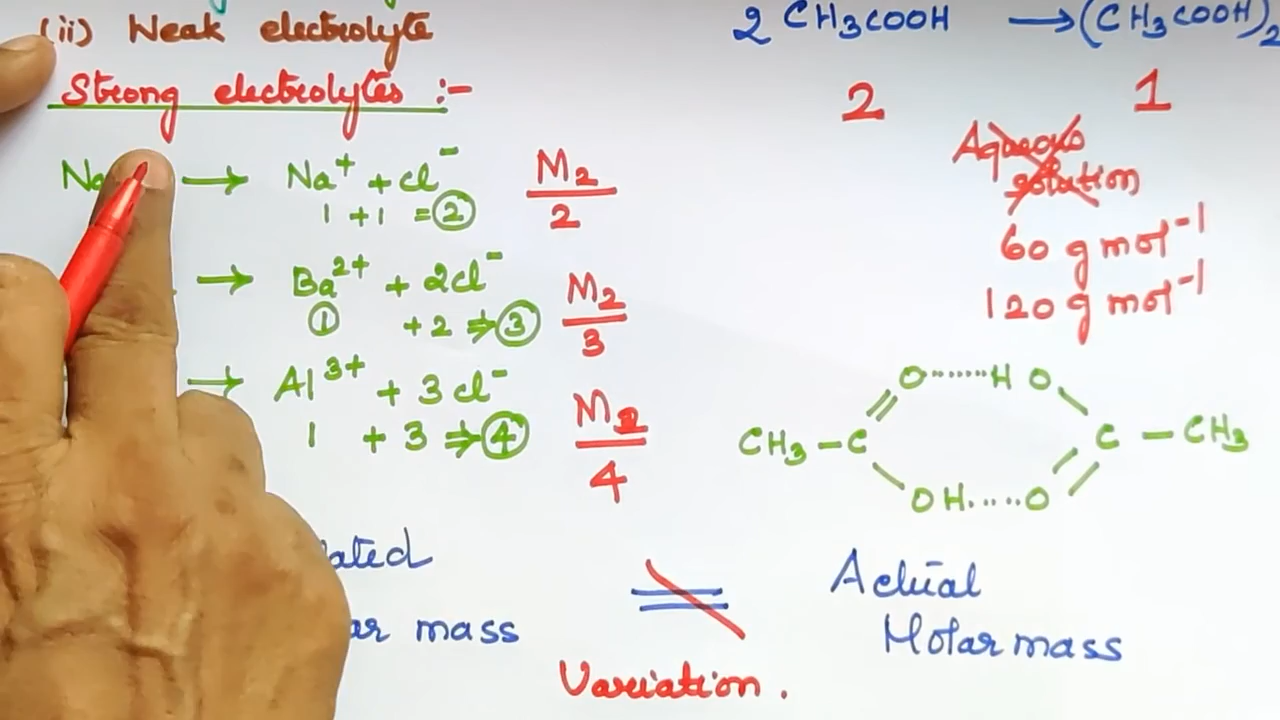 (ii) Weak electrolyte
Strong electrolytes :-
Na → Na⁺ + Cl⁻
1 + 1 = 2
M₂/2
→ Ba²⁺ + 2Cl⁻
1 + 2 ⇒ 3
M₂/3
→ Al³⁺ + 3Cl⁻
1 + 3 ⇒ 4
M₂/4
lated
ar mass
2 CH₃COOH → (CH₃COOH)₂
2 1
Aqueous
solution
60 g mol⁻¹
120 g mol⁻¹
O ...... H O
CH₃ – C C – CH₃
OH ..... O
Actual
Molar mass
Variation .